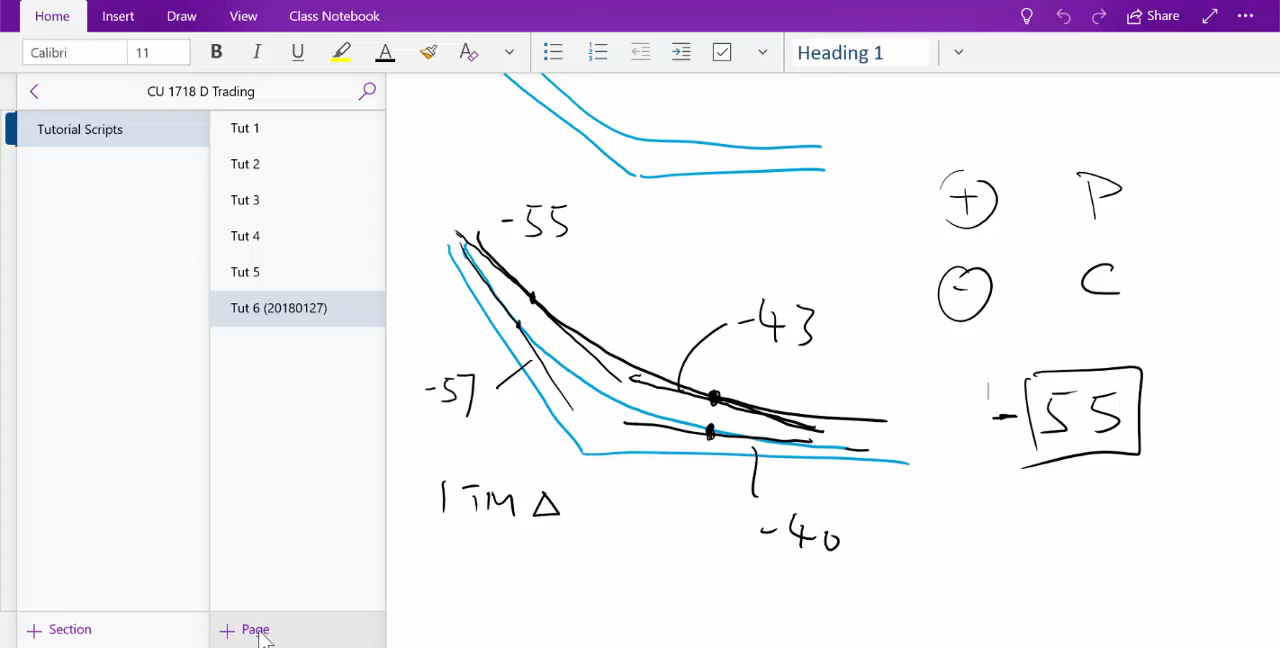 Home Insert Draw View Class Notebook Share
Calibri 11 B I U A A Heading 1
CU 1718 D Trading
Tutorial Scripts
Tut 1
Tut 2
Tut 3
Tut 4
Tut 5
Tut 6 (20180127)
+ Section
+ Page
-55
+ P
- C
-43
-57
-55
ITM Δ
-40